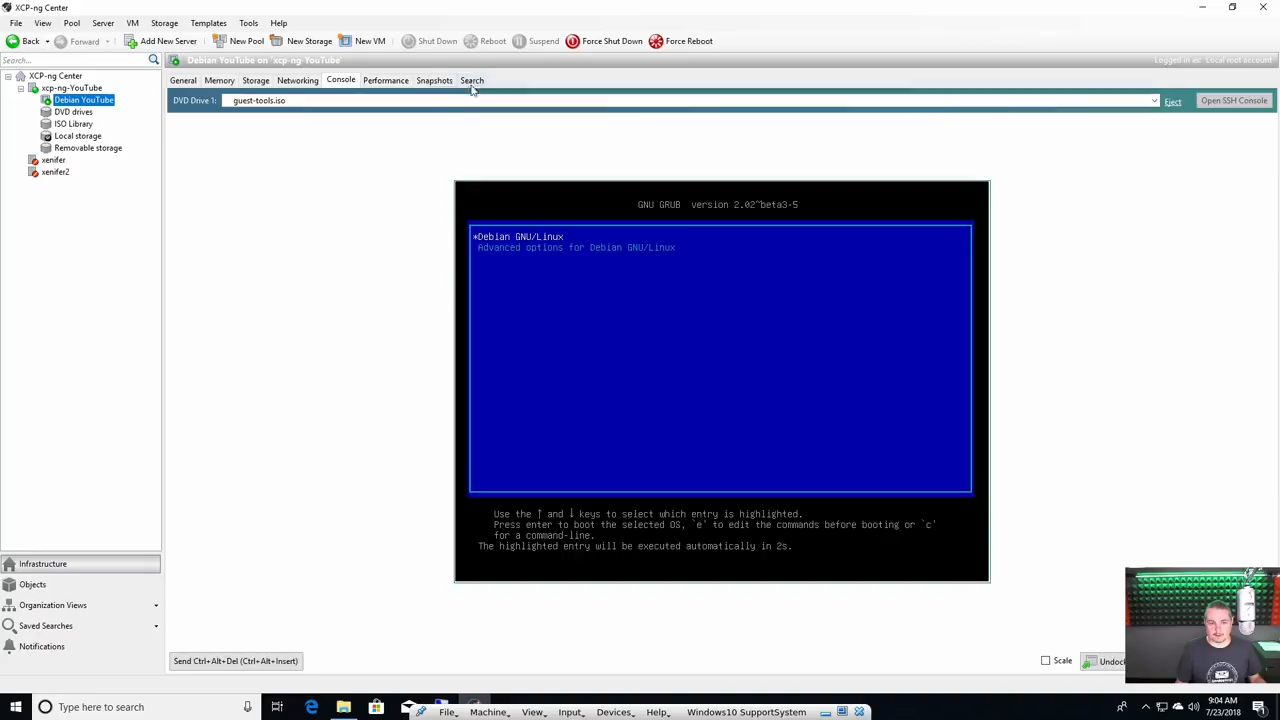 XCP-ng Center
File View Pool Server VM Storage Templates Tools Help
Back Forward Add New Server New Pool New Storage New VM Shut Down Reboot Suspend Force Shut Down Force Reboot
Search...
Debian YouTube on 'xcp-ng-YouTube'
Logged in as: Local root account
XCP-ng Center
xcp-ng-YouTube
Debian YouTube
DVD drives
ISO Library
Local storage
Removable storage
xenifer
xenifer2
General Memory Storage Networking Console Performance Snapshots Search
DVD Drive 1: guest-tools.iso Eject Open SSH Console
GNU GRUB version 2.02~beta3-5
*Debian GNU/Linux
Advanced options for Debian GNU/Linux
Use the ↑ and ↓ keys to select which entry is highlighted.
Press enter to boot the selected OS, `e' to edit the commands before booting or `c'
for a command-line.
The highlighted entry will be executed automatically in 2s.
Infrastructure
Objects
Organization Views
Saved Searches
Notifications
Send Ctrl+Alt+Del (Ctrl+Alt+Insert)
Scale
Undock
Type here to search
File Machine View Input Devices Help Windows10 SupportSystem
9:04 AM
7/23/2018